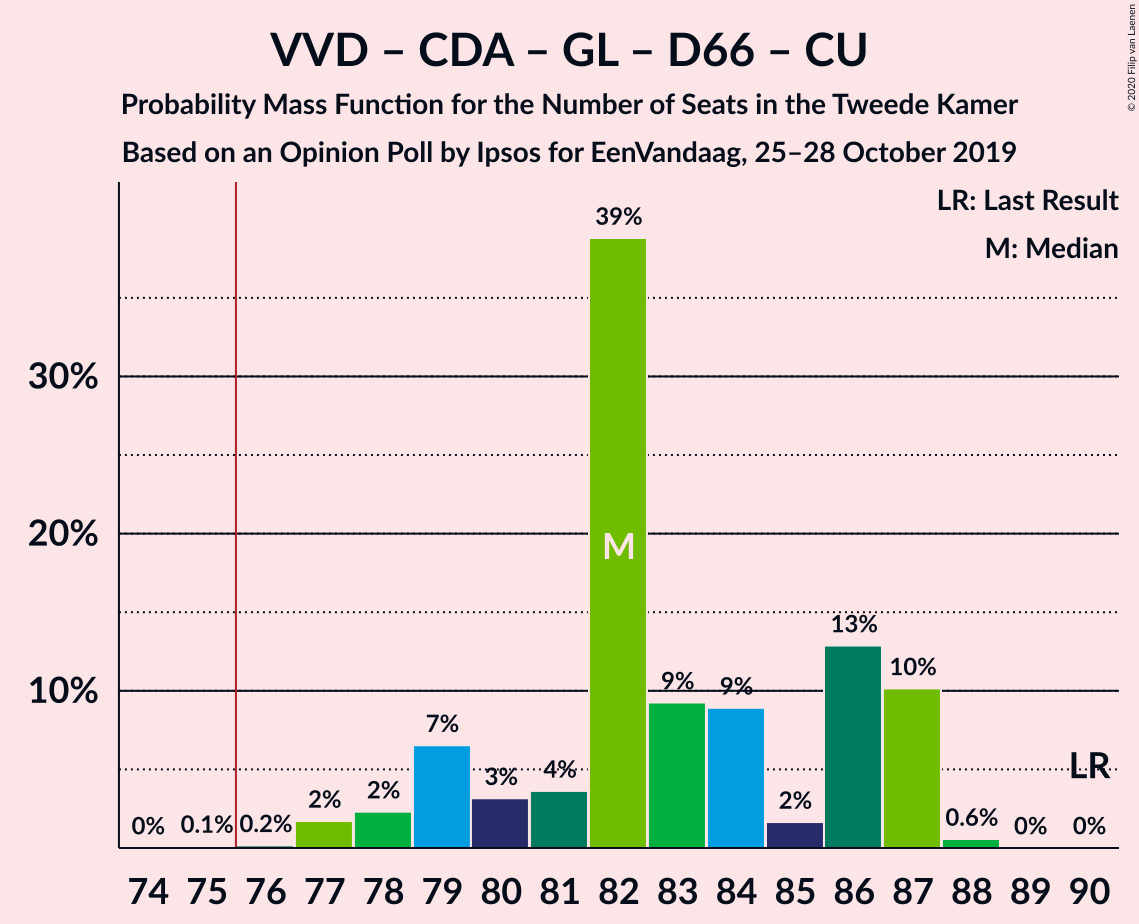 VVD – CDA – GL – D66 – CU
Probability Mass Function for the Number of Seats in the Tweede Kamer
Based on an Opinion Poll by Ipsos for EenVandaag, 25–28 October 2019
© 2020 Filip van Laenen
LR: Last Result
M: Median
39%
30%
20%
M
13%
10%
9%
9%
10%
7%
LR
3%
4%
2%
2%
2%
0%
0.1%
0.2%
0.6%
0%
0%
74 75 76 77 78 79 80 81 82 83 84 85 86 87 88 89 90